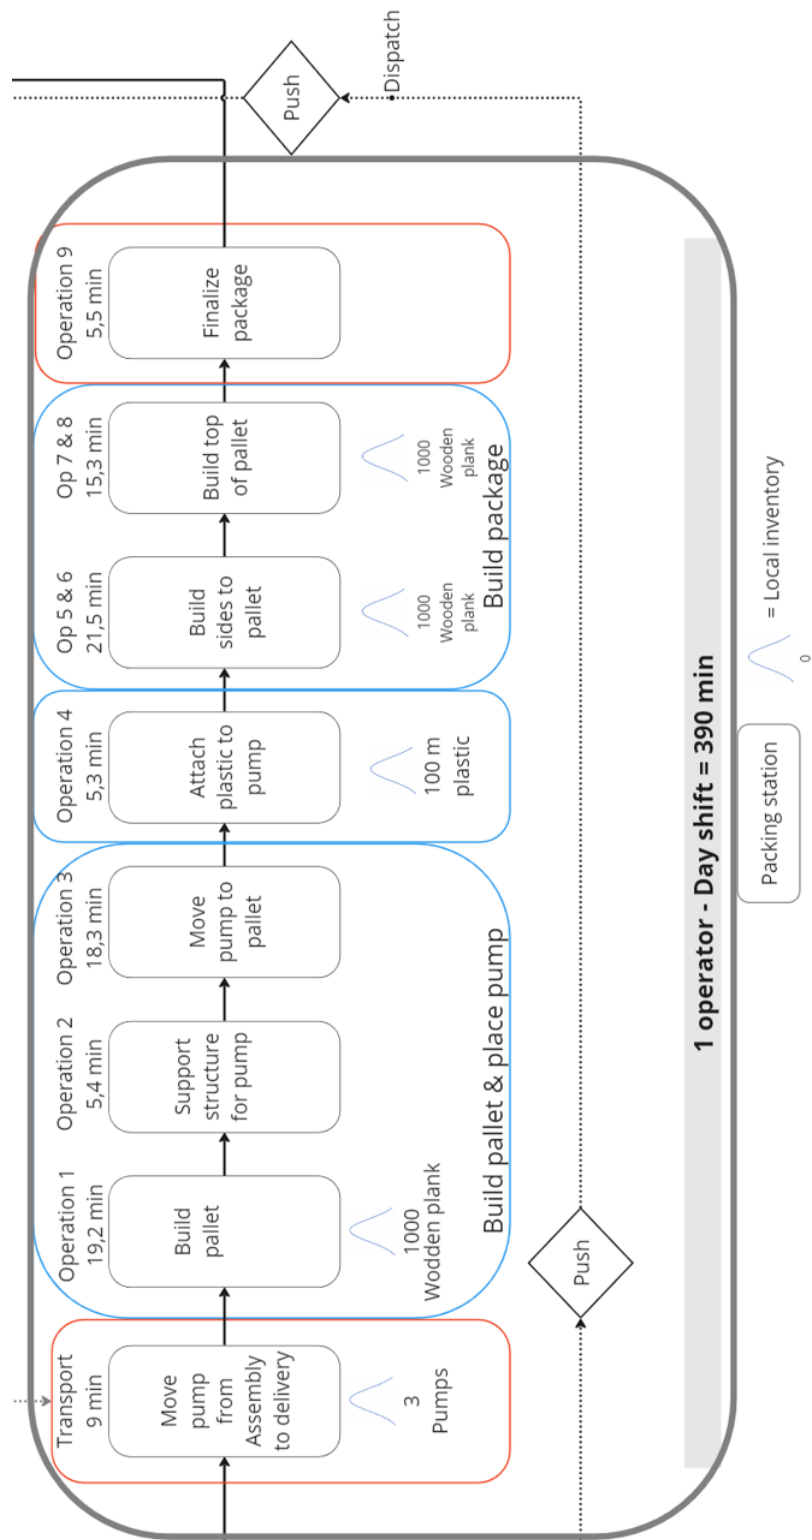 Transport
9 min
Move
pump
from
Assembly
to delivery
3
Pumps
Operation 1
19,2 min
Build
pallet
1000
Wodden plank
Operation 2
5,4 min
Support
structure
for pump
Operation 3
18,3 min
Move
pump to
pallet
Build pallet & place pump
Operation 4
5,3 min
Attach
plastic to
pump
100 m
plastic
Op 5 & 6
21,5 min
Build
sides to
pallet
1000
Wooden
plank
Op 7 & 8
15,3 min
Build top
of pallet
1000
Wooden
plank
Build package
Operation 9
5,5 min
Finalize
package
Push
Push
Dispatch
1 operator - Day shift = 390 min
Packing station
0
= Local inventory